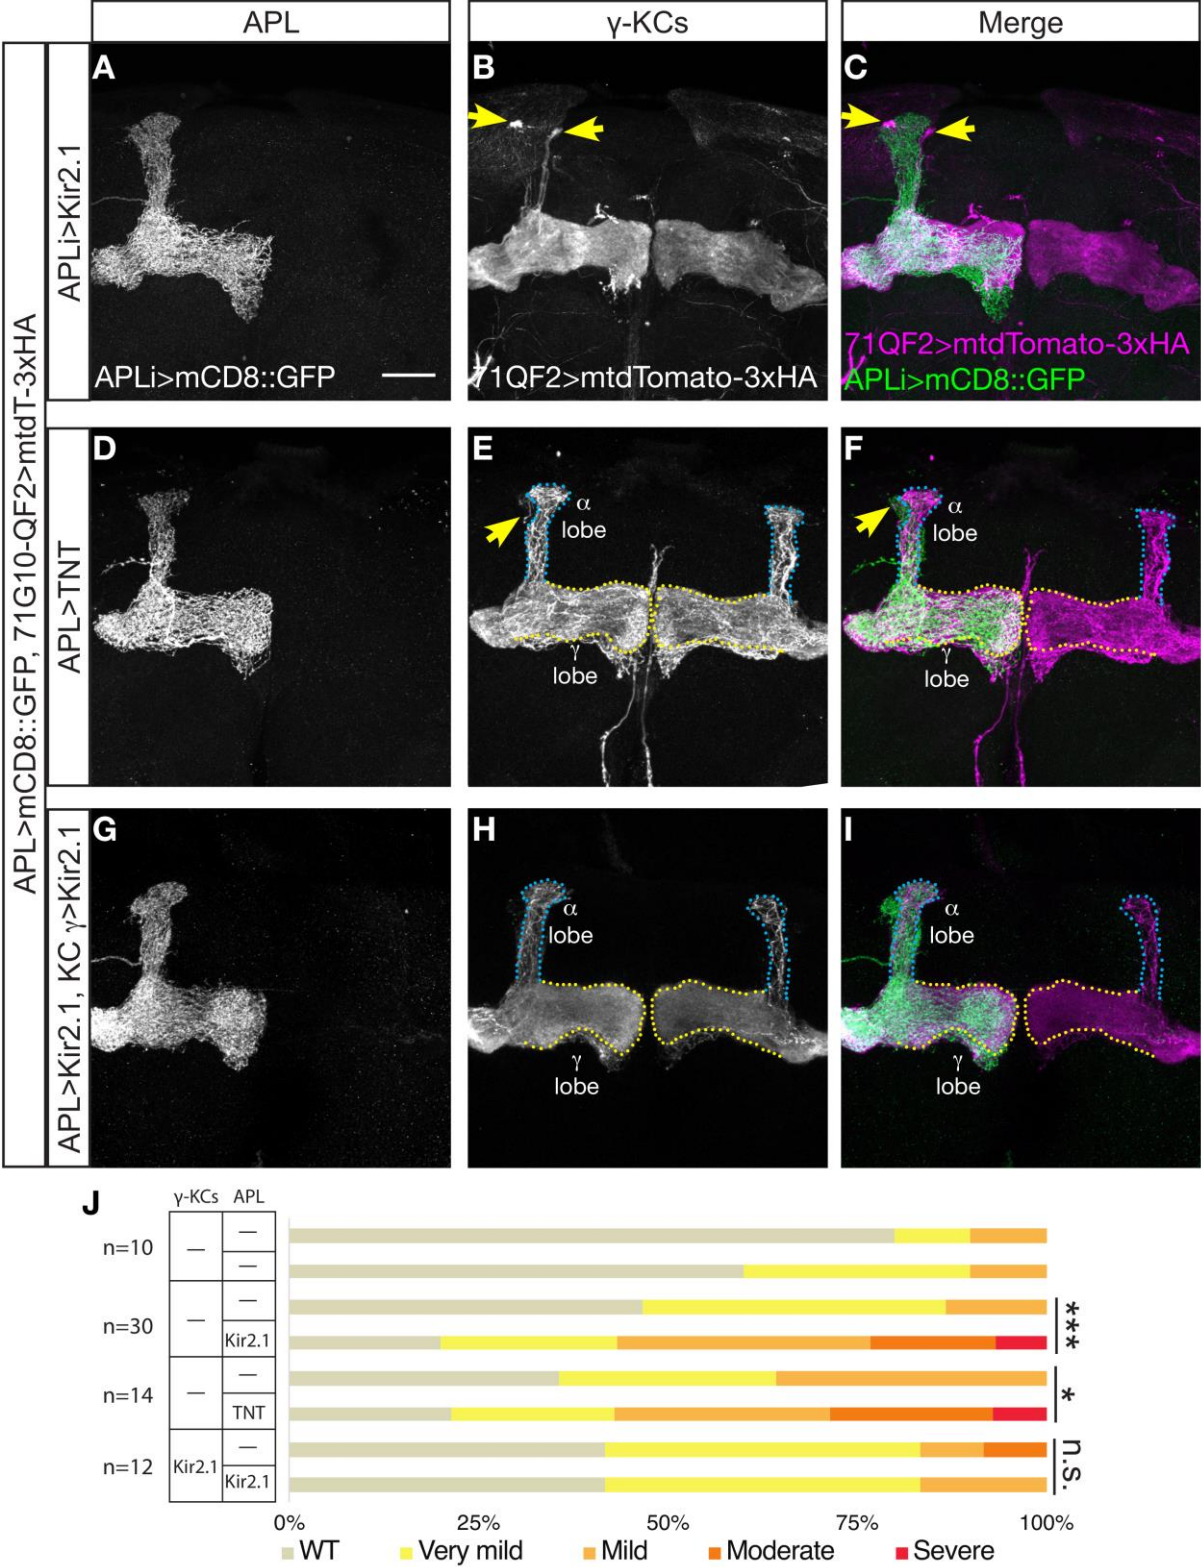 APL
γ-KCs
Merge
APL>mCD8::GFP, 71G10-QF2>mtdT-3xHA
APLi>Kir2.1
A
B
C
APLi>mCD8::GFP
71QF2>mtdTomato-3xHA
71QF2>mtdTomato-3xHA
APLi>mCD8::GFP
APL>TNT
D
E
F
α
lobe
α
lobe
γ
lobe
γ
lobe
APL>Kir2.1, KC γ>Kir2.1
G
H
I
α
lobe
α
lobe
γ
lobe
γ
lobe
J
γ-KCs APL
n=10 — —
—
n=30 — — ***
Kir2.1
n=14 — — *
TNT
n=12 Kir2.1 — n.s.
Kir2.1
0% 25% 50% 75% 100%
WT Very mild Mild Moderate Severe